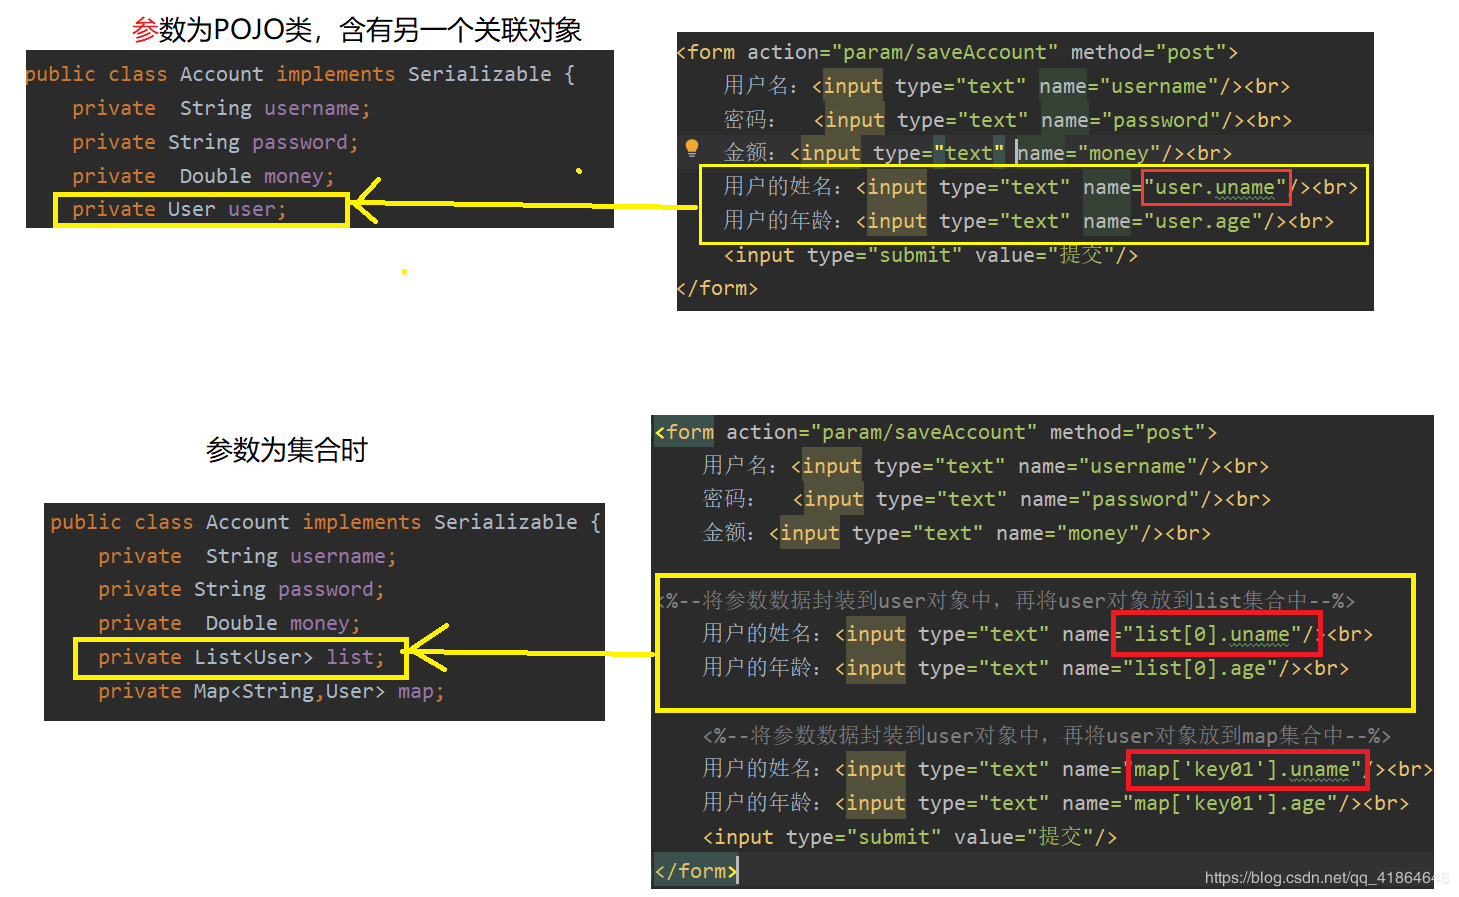 参数为POJO类，含有另一个关联对象
public class Account implements Serializable {
private String username;
private String password;
private Double money;
private User user;
<form action="param/saveAccount" method="post">
用户名：<input type="text" name="username"/><br>
密码： <input type="text" name="password"/><br>
金额：<input type="text" name="money"/><br>
用户的姓名：<input type="text" name="user.uname"/><br>
用户的年龄：<input type="text" name="user.age"/><br>
<input type="submit" value="提交"/>
</form>
参数为集合时
public class Account implements Serializable {
private String username;
private String password;
private Double money;
private List<User> list;
private Map<String,User> map;
<form action="param/saveAccount" method="post">
用户名：<input type="text" name="username"/><br>
密码： <input type="text" name="password"/><br>
金额：<input type="text" name="money"/><br>
<%--将参数数据封装到user对象中，再将user对象放到list集合中--%>
用户的姓名：<input type="text" name="list[0].uname"/><br>
用户的年龄：<input type="text" name="list[0].age"/><br>
<%--将参数数据封装到user对象中，再将user对象放到map集合中--%>
用户的姓名：<input type="text" name="map['key01'].uname"/><br>
用户的年龄：<input type="text" name="map['key01'].age"/><br>
<input type="submit" value="提交"/>
</form>
https://blog.csdn.net/qq_41864648